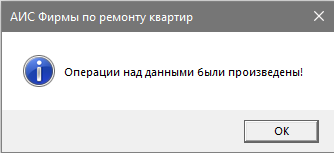 АИС Фирмы по ремонту квартир
Операции над данными были произведены!
OK